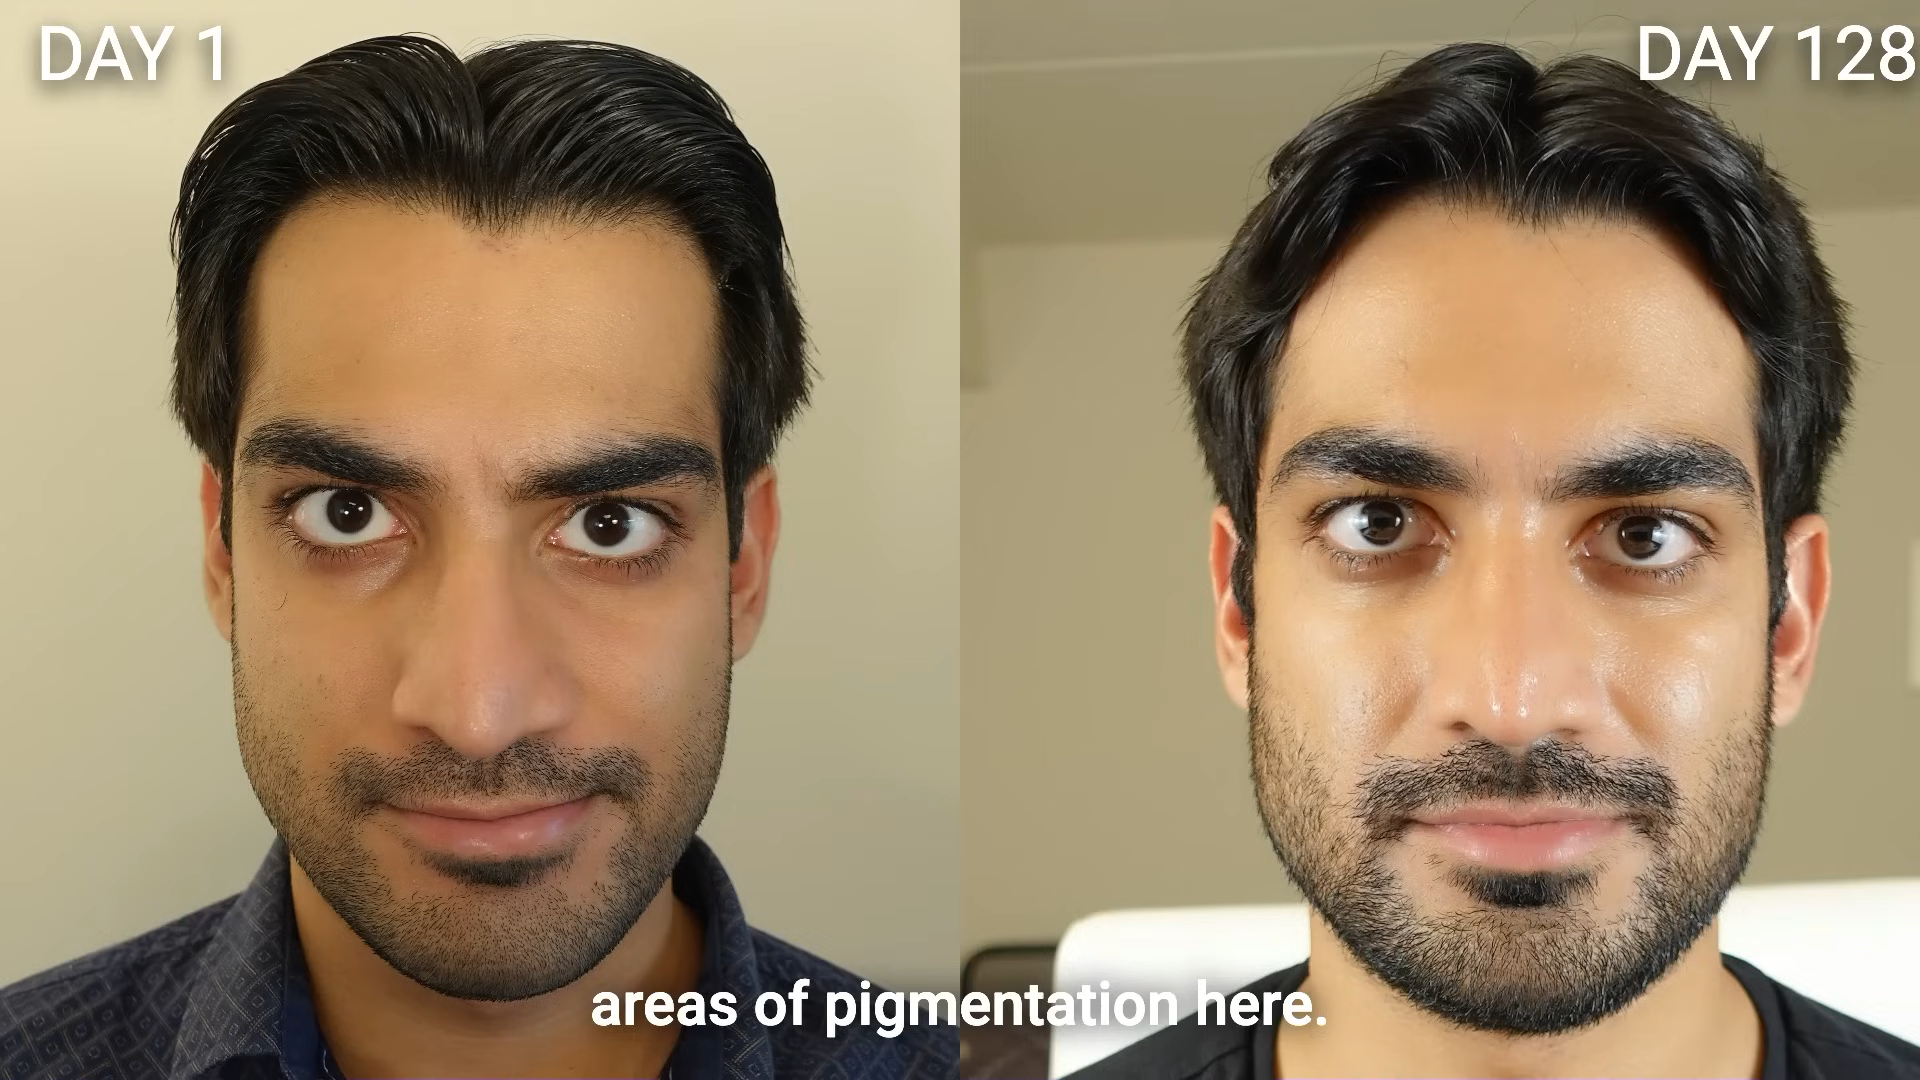 DAY 1
DAY 128
areas of pigmentation here.